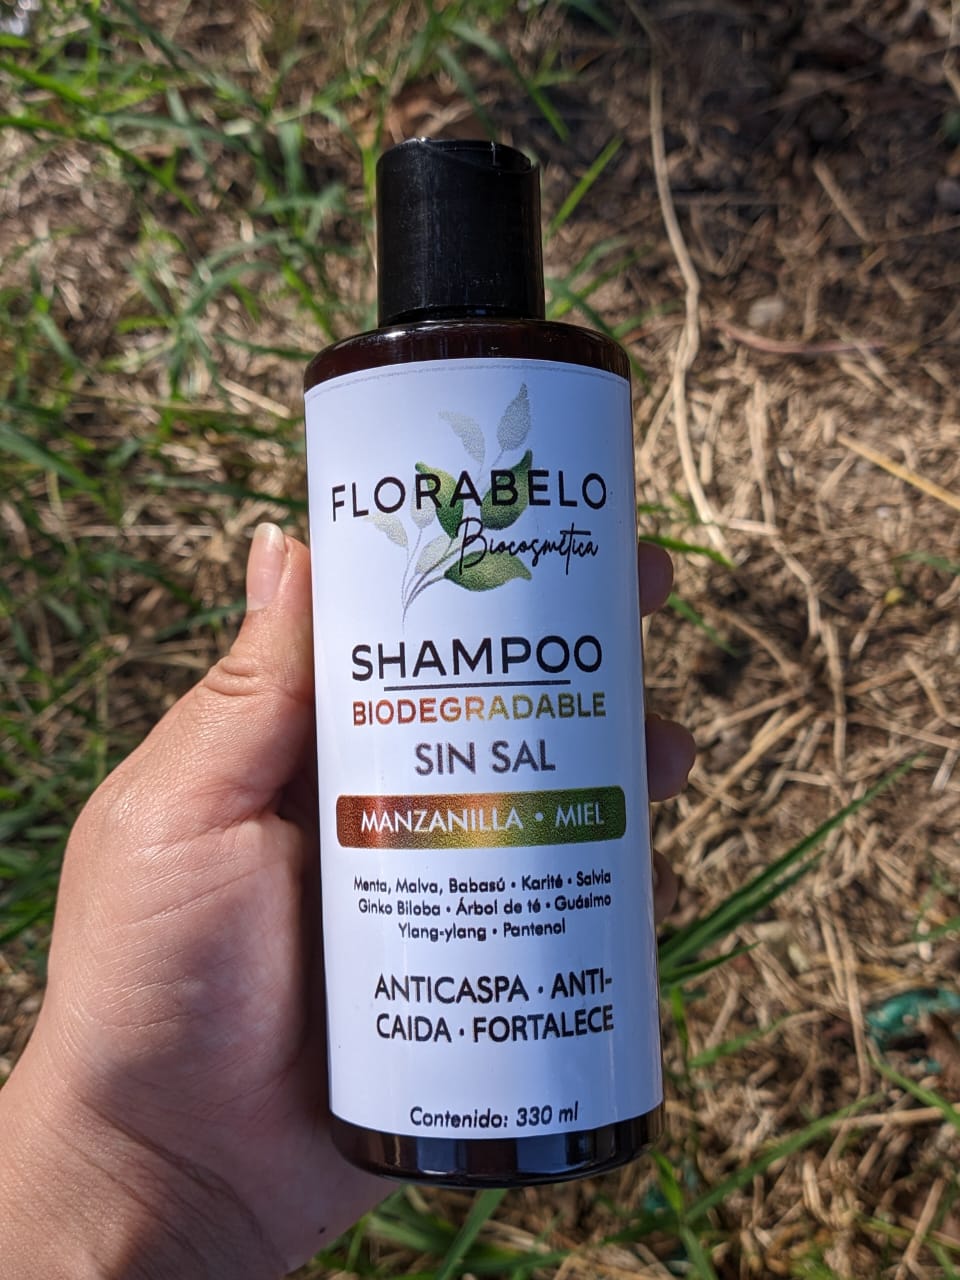 FLORABELO
Biocosmética
SHAMPOO
BIODEGRADABLE
SIN SAL
MANZANILLA • MIEL
Menta, Malva, Babasú • Karité • Salvia
Ginko Biloba • Árbol de té • Guásimo
Ylang-ylang • Pantenol
ANTICASPA • ANTI-
CAIDA • FORTALECE
Contenido: 330 ml